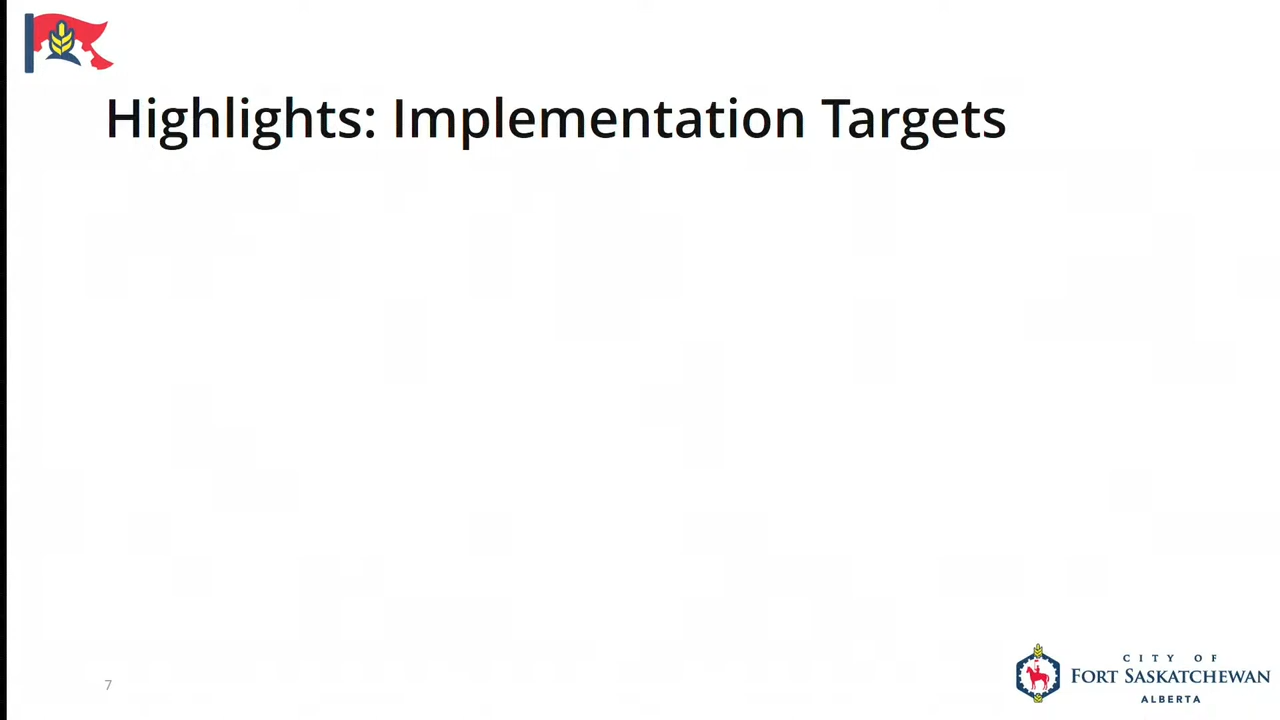 Highlights: Implementation Targets
7
CITY OF
FORT SASKATCHEWAN
ALBERTA